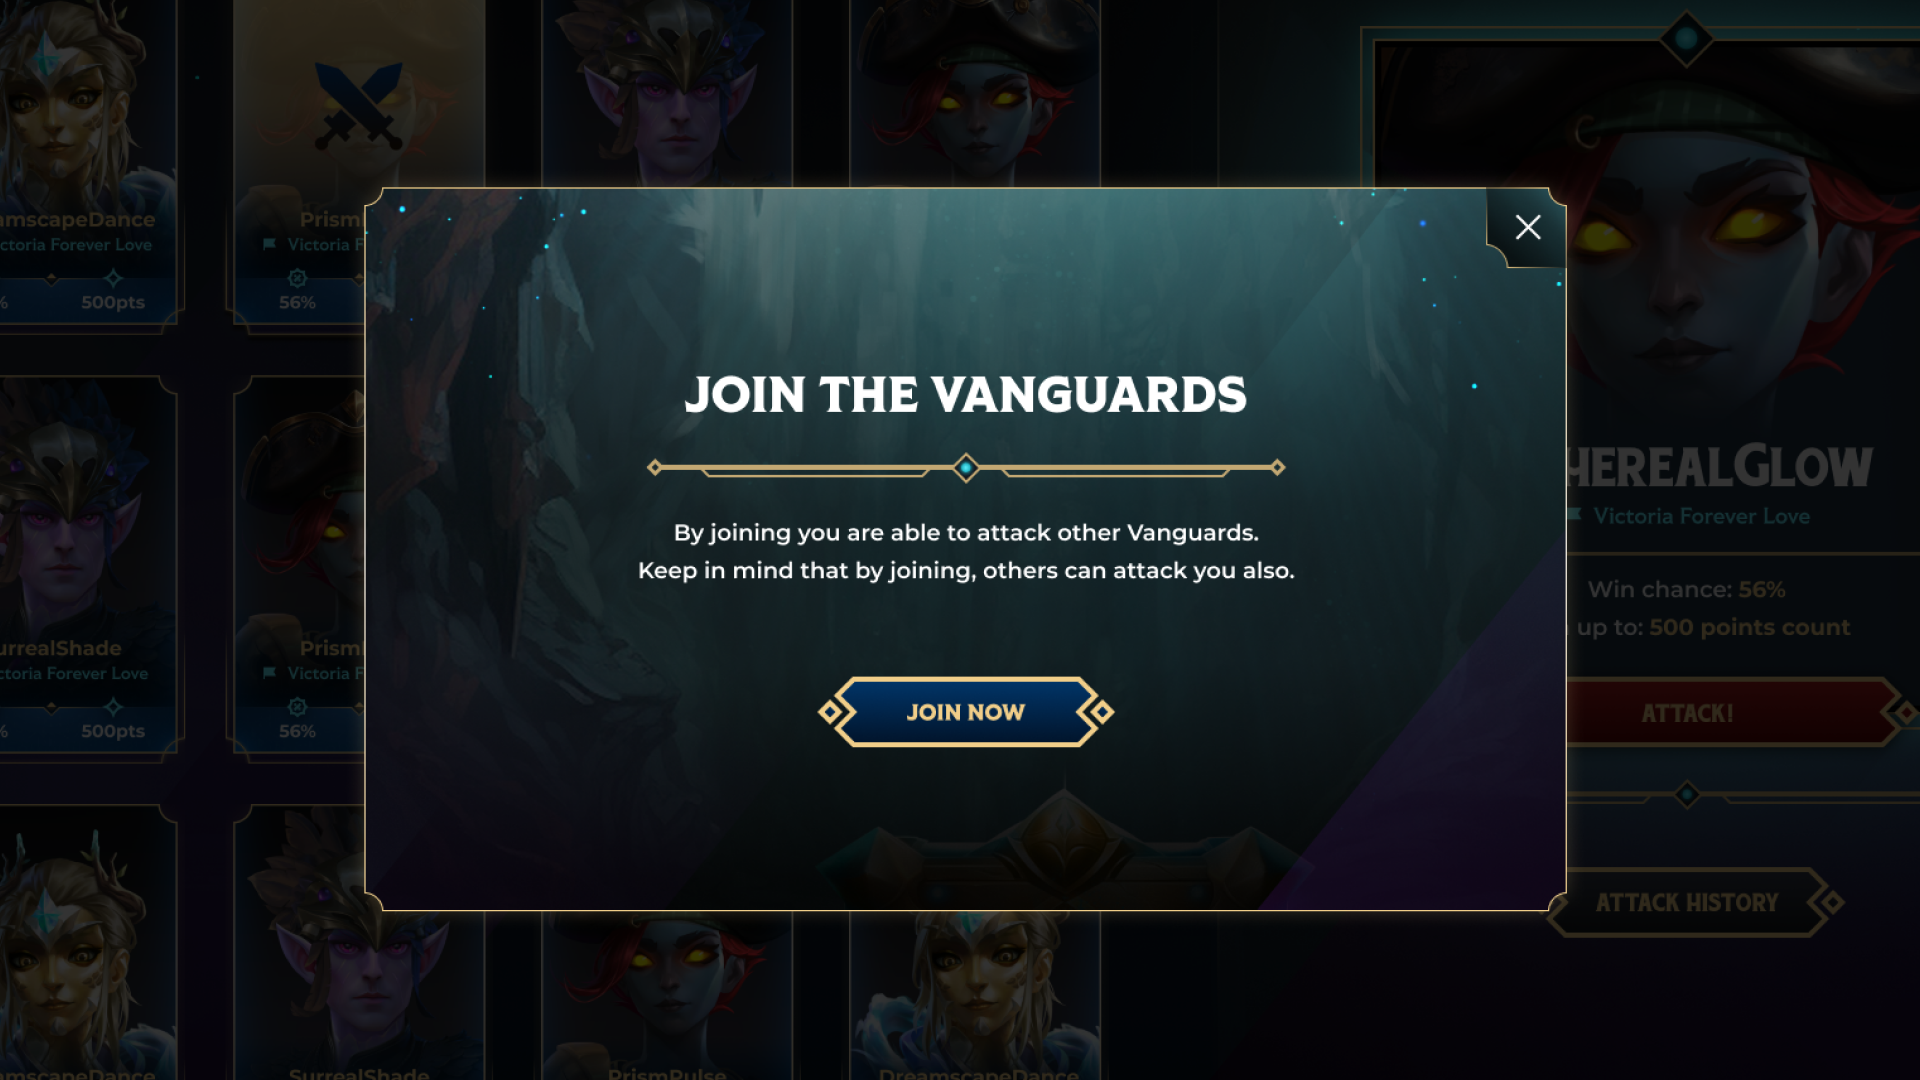 amscapeDance
ctoria Forever Love
%
500pts
Victoria F
56%
JOIN THE VANGUARDS
By joining you are able to attack other Vanguards.
Keep in mind that by joining, others can attack you also.
JOIN NOW
HEREALGLOW
Victoria Forever Love
Win chance: 56%
up to: 500 points count
ATTACK!
ATTACK HISTORY
urrealShade
ctoria Forever Love
%
500pts
Prism
Victoria F
56%
amscapeDance
SurrealShade
PrismPulse
DreamscapeDance